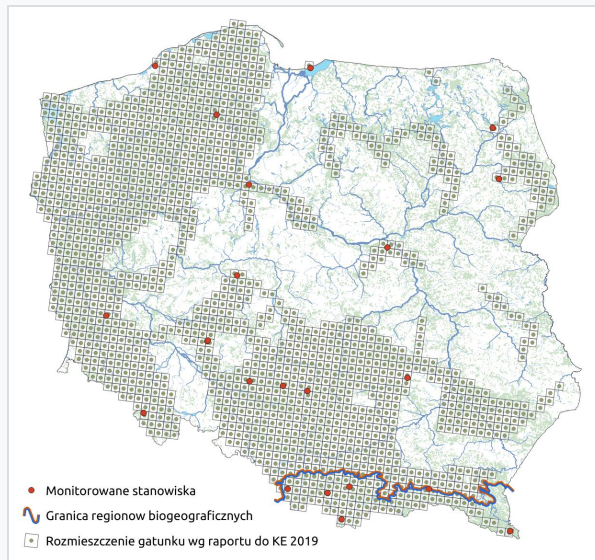 Monitorowane stanowiska
Granica regionow biogeograficznych
Rozmieszczenie gatunku wg raportu do KE 2019